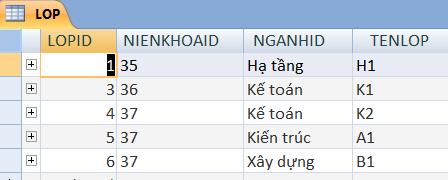 LOP
LOPID NIENKHOAID NGANHID TENLOP
1 35 Hạ tầng H1
3 36 Kế toán K1
4 37 Kế toán K2
5 37 Kiến trúc A1
6 37 Xây dựng B1